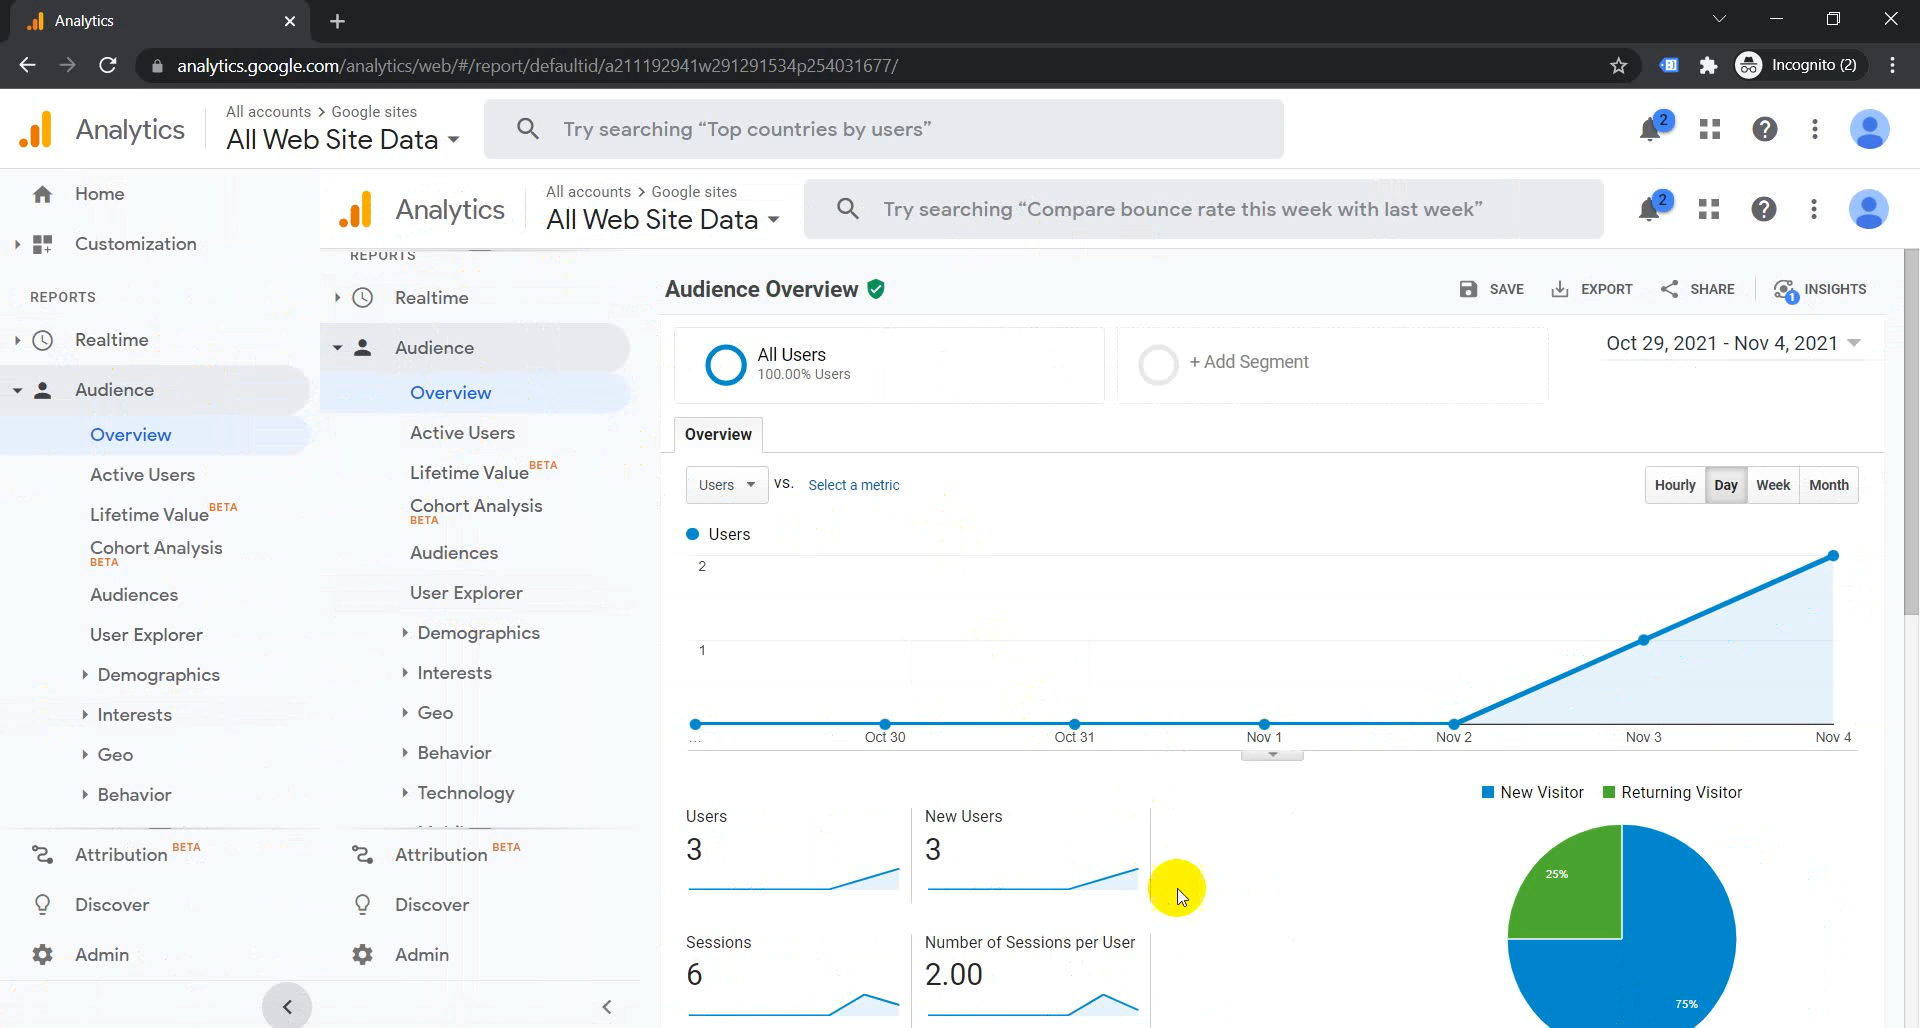 Analytics
analytics.google.com/analytics/web/#/report/defaultid/a211192941w291291534p254031677/
Incognito (2)
Analytics
All accounts > Google sites
All Web Site Data
Try searching “Top countries by users”
2
Home
Customization
REPORTS
Realtime
Audience
Overview
Active Users
Lifetime Value BETA
Cohort Analysis
BETA
Audiences
User Explorer
Demographics
Interests
Geo
Behavior
Attribution BETA
Discover
Admin
Analytics
All accounts > Google sites
All Web Site Data
Try searching “Compare bounce rate this week with last week”
2
REPORTS
Realtime
Audience
Overview
Active Users
Lifetime Value BETA
Cohort Analysis
BETA
Audiences
User Explorer
Demographics
Interests
Geo
Behavior
Technology
Attribution BETA
Discover
Admin
Audience Overview
SAVE
EXPORT
SHARE
1
INSIGHTS
All Users
100.00% Users
+ Add Segment
Oct 29, 2021 - Nov 4, 2021
Overview
Users
VS.
Select a metric
Hourly
Day
Week
Month
Users
2
1
...
Oct 30
Oct 31
Nov 1
Nov 2
Nov 3
Nov 4
Users
3
New Users
3
Sessions
6
Number of Sessions per User
2.00
New Visitor
Returning Visitor
25%
75%